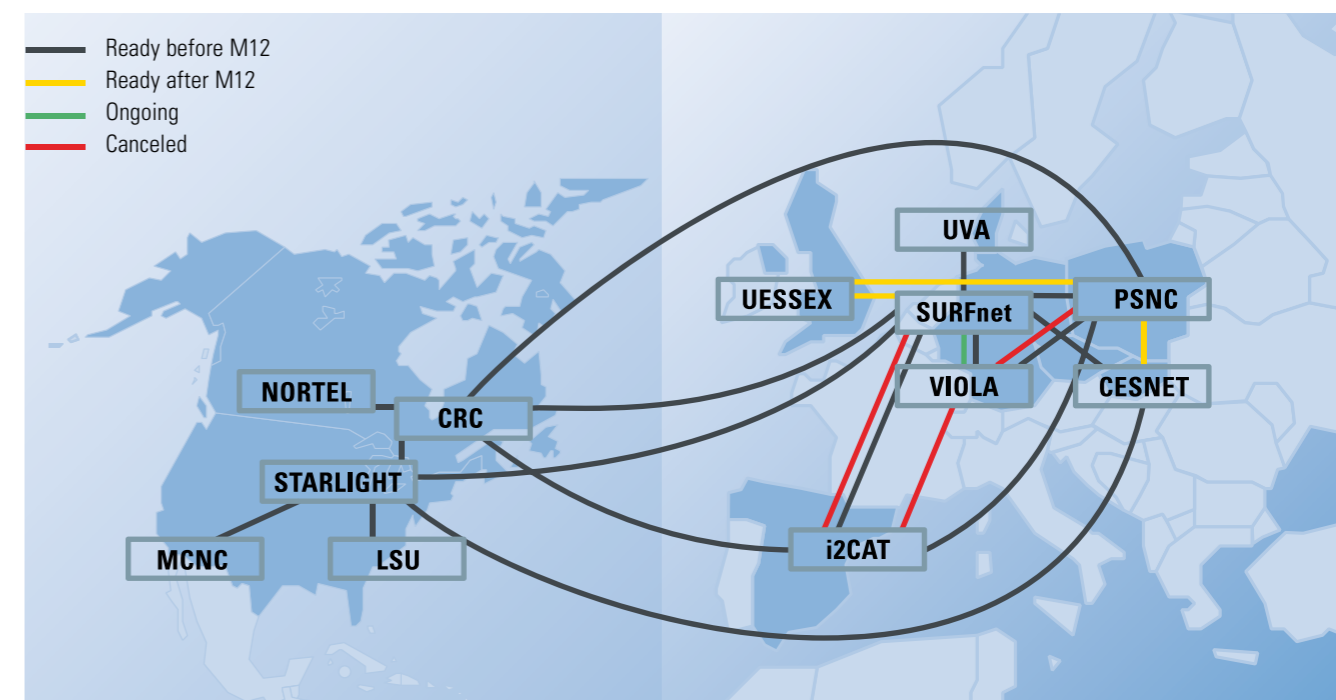 Ready before M12
Ready after M12
Ongoing
Canceled
UVA
UESSEX
SURFnet
PSNC
NORTEL
CRC
VIOLA
CESNET
STARLIGHT
MCNC
LSU
i2CAT